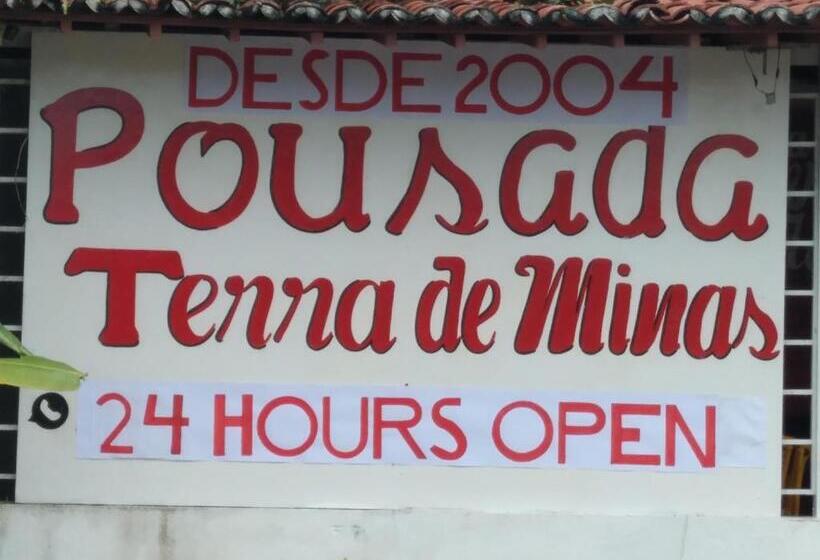 DESDE 2004
Pousada
Terra de Minas
24 HOURS OPEN